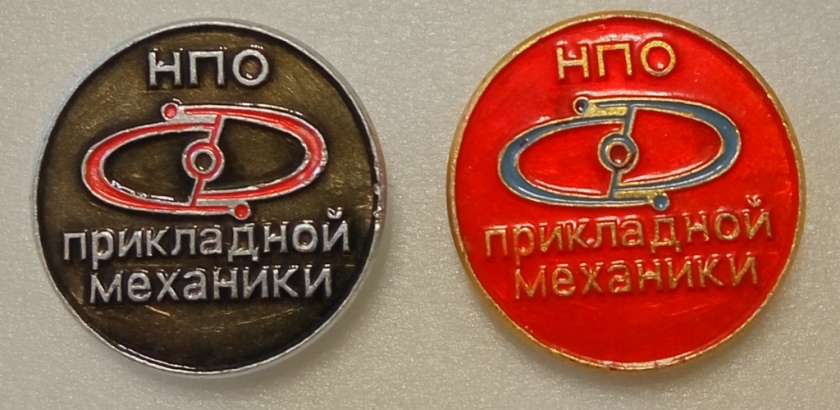 НПО
прикладной
механики
НПО
прикладной
механики